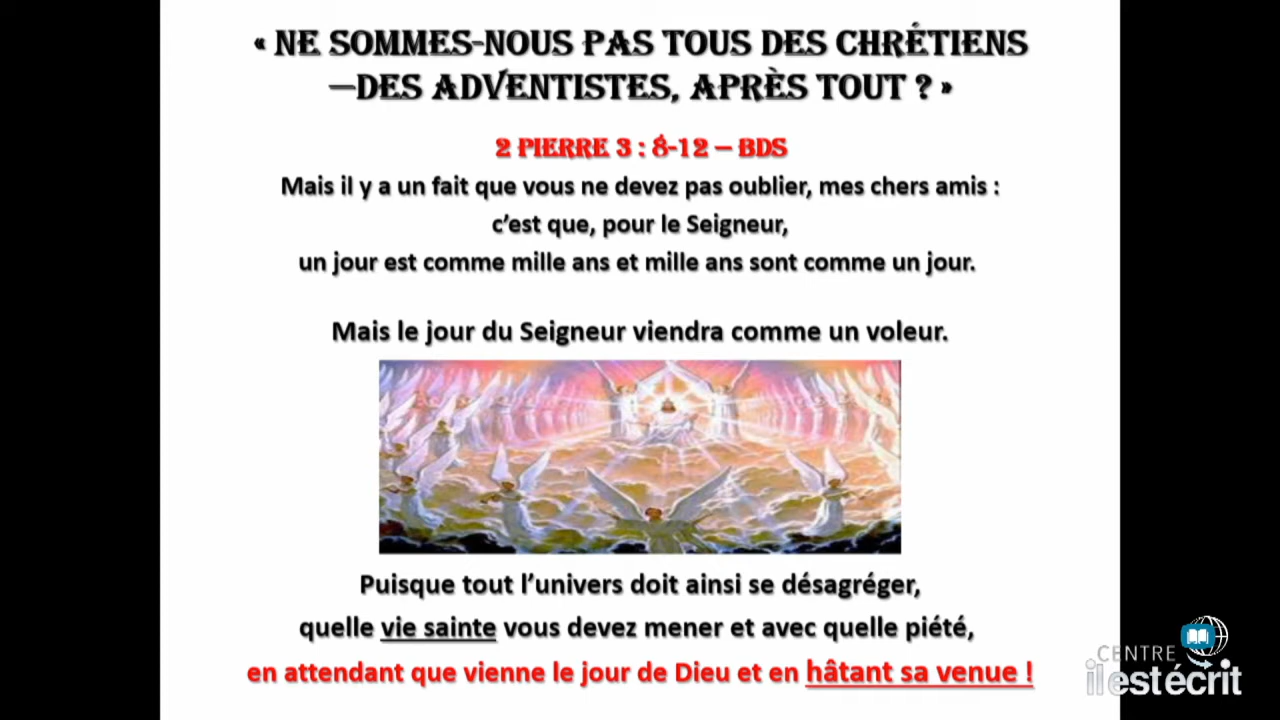 « NE SOMMES-NOUS PAS TOUS DES CHRÉTIENS
—DES ADVENTISTES, APRÈS TOUT ? »
2 PIERRE 3 : 8-12 – BDS
Mais il y a un fait que vous ne devez pas oublier, mes chers amis :
c’est que, pour le Seigneur,
un jour est comme mille ans et mille ans sont comme un jour.
Mais le jour du Seigneur viendra comme un voleur.
Puisque tout l’univers doit ainsi se désagréger,
quelle vie sainte vous devez mener et avec quelle piété,
en attendant que vienne le jour de Dieu et en hâtant sa venue !
CENTRE
il est écrit